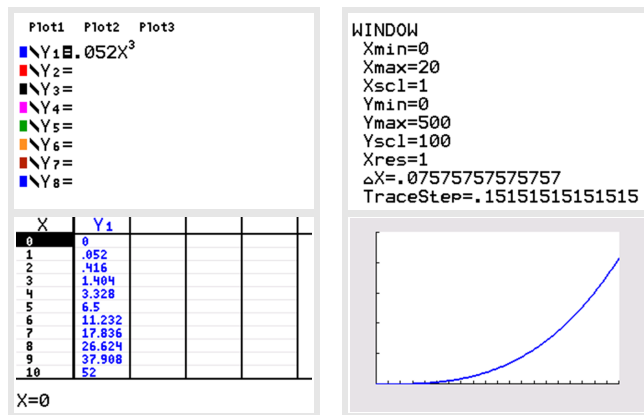 Plot1 Plot2 Plot3
\Y1=.052X³
\Y2=
\Y3=
\Y4=
\Y5=
\Y6=
\Y7=
\Y8=
WINDOW
Xmin=0
Xmax=20
Xscl=1
Ymin=0
Ymax=500
Yscl=100
Xres=1
△X=.07575757575757
TraceStep=.15151515151515
X Y1
0 0
1 .052
2 .416
3 1.404
4 3.328
5 6.5
6 11.232
7 17.836
8 26.624
9 37.908
10 52
X=0